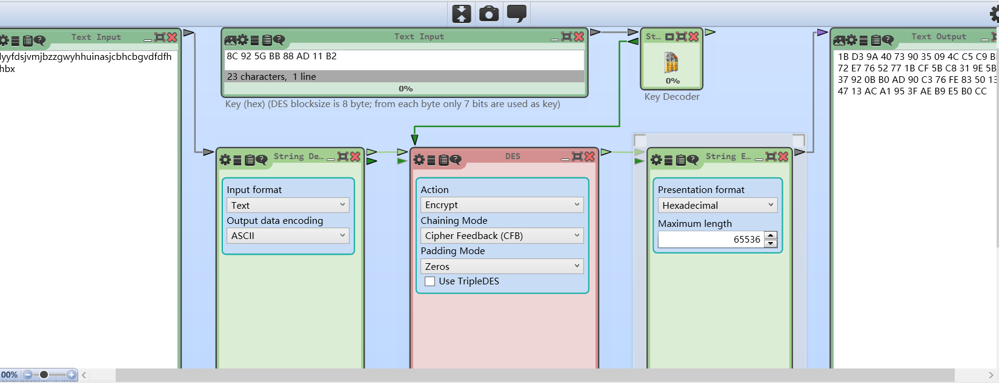 Text Input
lyyfdsjvmjbzzgwyhhuinasjcbhcbgvdfdfh
hbx
Text Input
8C 92 5G BB 88 AD 11 B2
23 characters, 1 line
0%
Key (hex) (DES blocksize is 8 byte; from each byte only 7 bits are used as key)
St...
0%
Key Decoder
Text Output
1B D3 9A 40 73 90 35 09 4C C5 C9 B
72 E7 76 52 77 1B CF 5B C8 31 9E 5B
37 92 0B B0 AD 90 C3 76 FE 83 50 13
47 13 AC A1 95 3F AE B9 E5 B0 CC
String De...
Input format
Text
Output data encoding
ASCII
DES
Action
Encrypt
Chaining Mode
Cipher Feedback (CFB)
Padding Mode
Zeros
Use TripleDES
String E...
Presentation format
Hexadecimal
Maximum length
65536
00%